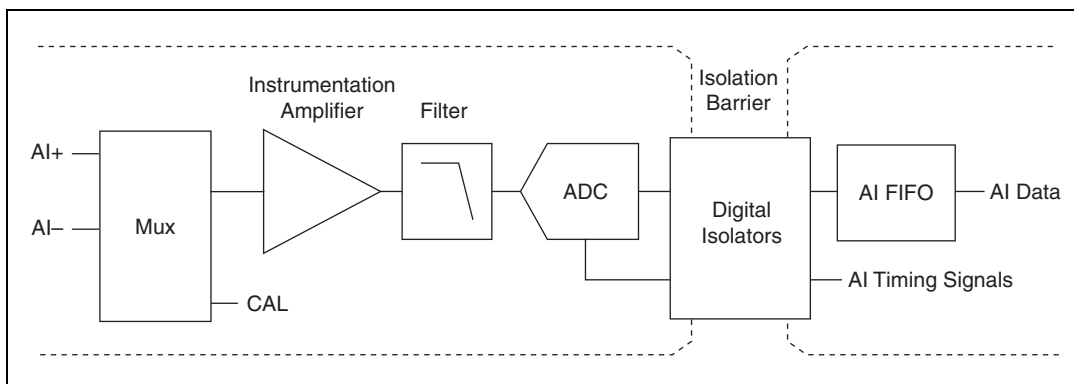 Instrumentation
Amplifier
Filter
Isolation
Barrier
AI+
AI–
Mux
CAL
ADC
Digital
Isolators
AI FIFO
AI Data
AI Timing Signals